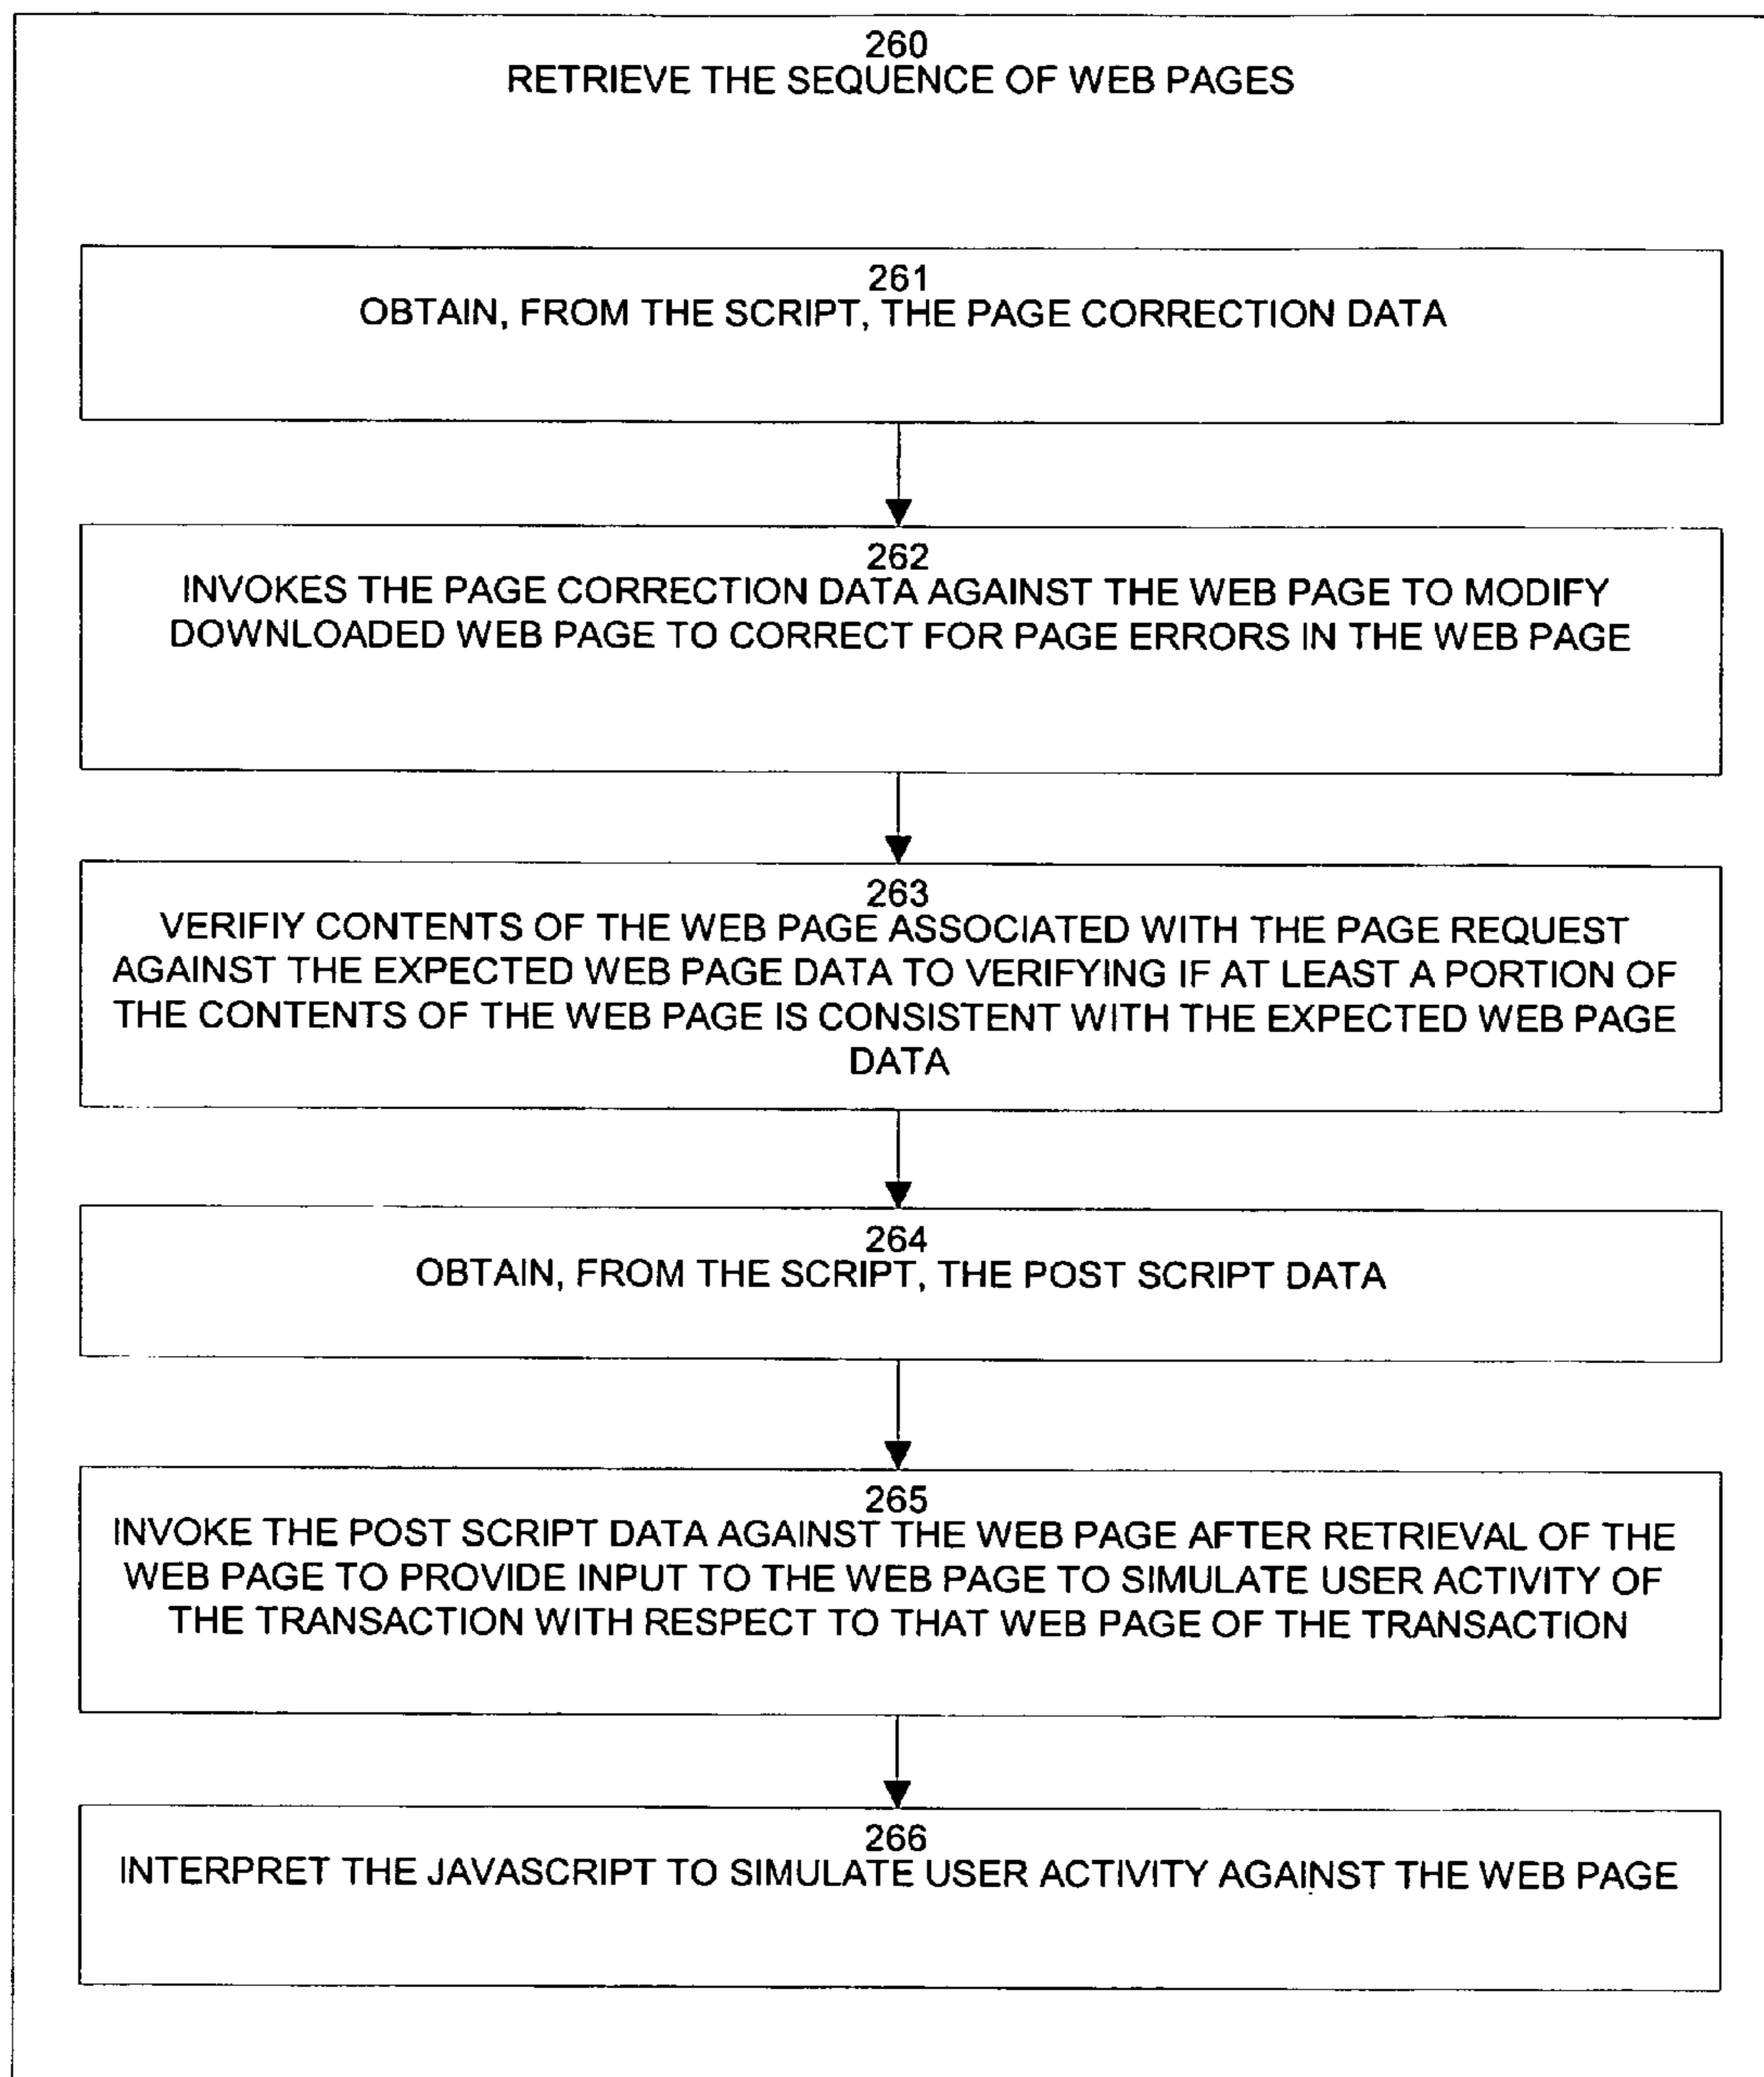 260
RETRIEVE THE SEQUENCE OF WEB PAGES
261
OBTAIN, FROM THE SCRIPT, THE PAGE CORRECTION DATA
262
INVOKES THE PAGE CORRECTION DATA AGAINST THE WEB PAGE TO MODIFY
DOWNLOADED WEB PAGE TO CORRECT FOR PAGE ERRORS IN THE WEB PAGE
263
VERIFIY CONTENTS OF THE WEB PAGE ASSOCIATED WITH THE PAGE REQUEST
AGAINST THE EXPECTED WEB PAGE DATA TO VERIFYING IF AT LEAST A PORTION OF
THE CONTENTS OF THE WEB PAGE IS CONSISTENT WITH THE EXPECTED WEB PAGE
DATA
264
OBTAIN, FROM THE SCRIPT, THE POST SCRIPT DATA
265
INVOKE THE POST SCRIPT DATA AGAINST THE WEB PAGE AFTER RETRIEVAL OF THE
WEB PAGE TO PROVIDE INPUT TO THE WEB PAGE TO SIMULATE USER ACTIVITY OF
THE TRANSACTION WITH RESPECT TO THAT WEB PAGE OF THE TRANSACTION
266
INTERPRET THE JAVASCRIPT TO SIMULATE USER ACTIVITY AGAINST THE WEB PAGE